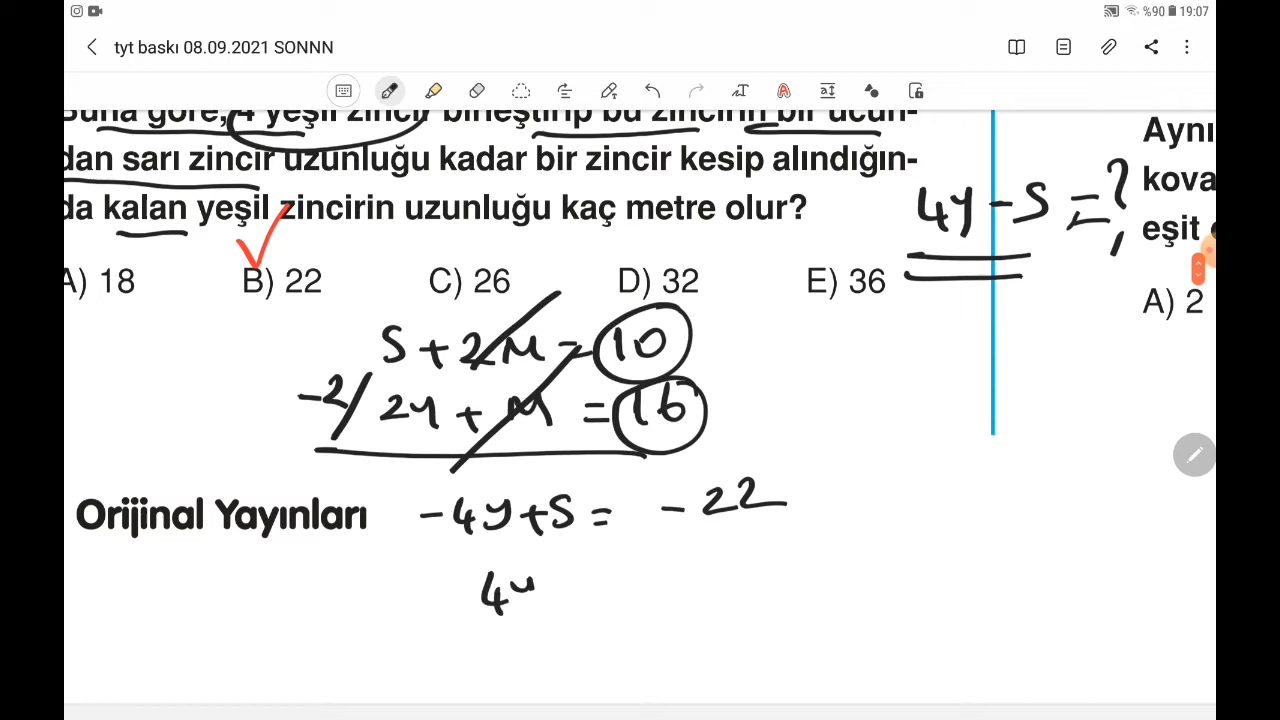 %90 19:07
tyt baskı 08.09.2021 SONNN
Buna göre, 4 yeşil zincir birleştirip bu zincirin bir ucun-
dan sarı zincir uzunluğu kadar bir zincir kesip alındığın-
da kalan yeşil zincirin uzunluğu kaç metre olur?
A) 18 B) 22 C) 26 D) 32 E) 36
4y - S = ?
S + 2M = 10
-2/ 2y + M = 16
Orijinal Yayınları
-4y + S = -22
4y
Aynı
kova
eşit
A) 2